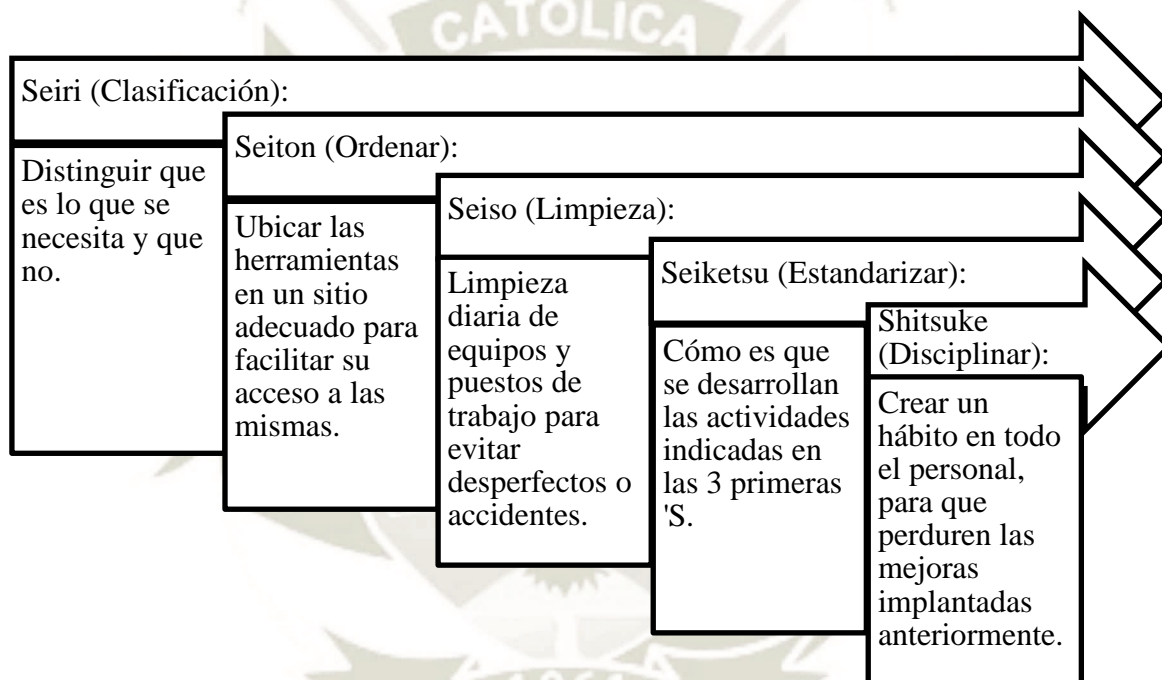 CATOLICA
Seiri (Clasificación):
Distinguir que
es lo que se
necesita y que
no.
Seiton (Ordenar):
Ubicar las
herramientas
en un sitio
adecuado para
facilitar su
acceso a las
mismas.
Seiso (Limpieza):
Limpieza
diaria de
equipos y
puestos de
trabajo para
evitar
desperfectos o
accidentes.
Seiketsu (Estandarizar):
Cómo es que
se desarrollan
las actividades
indicadas en
las 3 primeras
'S.
Shitsuke
(Disciplinar):
Crear un
hábito en todo
el personal,
para que
perduren las
mejoras
implantadas
anteriormente.